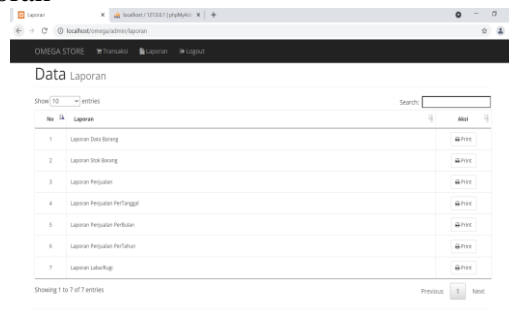 Laporan
localhost / 127.0.0.1 | phpMyAd
localhost/omega/admin/laporan
OMEGA STORE Transaksi Laporan Logout
Data Laporan
Show 10 entries Search:
No Laporan Aksi
1 Laporan Data Barang Print
2 Laporan Stok Barang Print
3 Laporan Penjualan Print
4 Laporan Penjualan PerTanggal Print
5 Laporan Penjualan PerBulan Print
6 Laporan Penjualan PerTahun Print
7 Laporan Laba/Rugi Print
Showing 1 to 7 of 7 entries Previous 1 Next